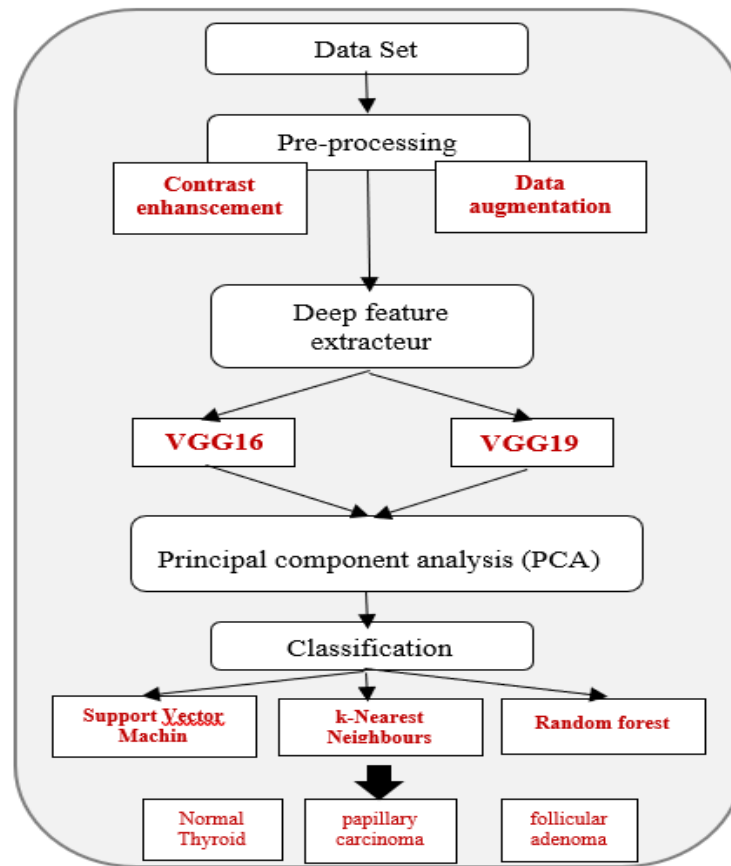 Data Set
Pre-processing
Contrast
enhanscement
Data
augmentation
Deep feature
extracteur
VGG16
VGG19
Principal component analysis (PCA)
Classification
Support Vector
Machin
k-Nearest
Neighbours
Random forest
Normal
Thyroid
papillary
carcinoma
follicular
adenoma